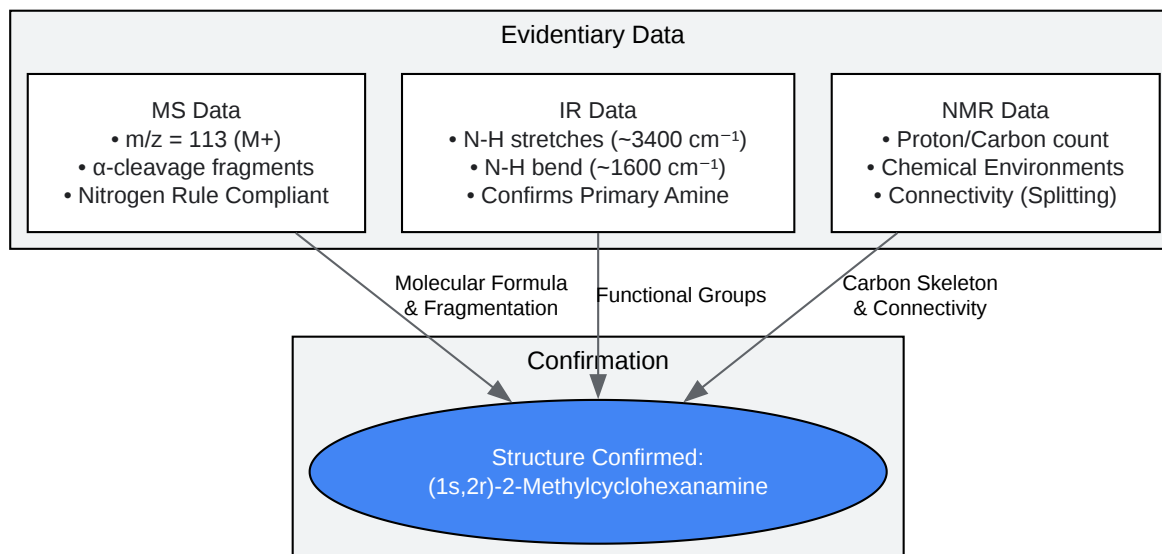 Evidentiary Data
MS Data
• m/z = 113 (M+)
• α-cleavage fragments
• Nitrogen Rule Compliant
IR Data
• N-H stretches (~3400 cm⁻¹)
• N-H bend (~1600 cm⁻¹)
• Confirms Primary Amine
NMR Data
• Proton/Carbon count
• Chemical Environments
• Connectivity (Splitting)
Molecular Formula
& Fragmentation
Functional Groups
Carbon Skeleton
& Connectivity
Confirmation
Structure Confirmed:
(1s,2r)-2-Methylcyclohexanamine